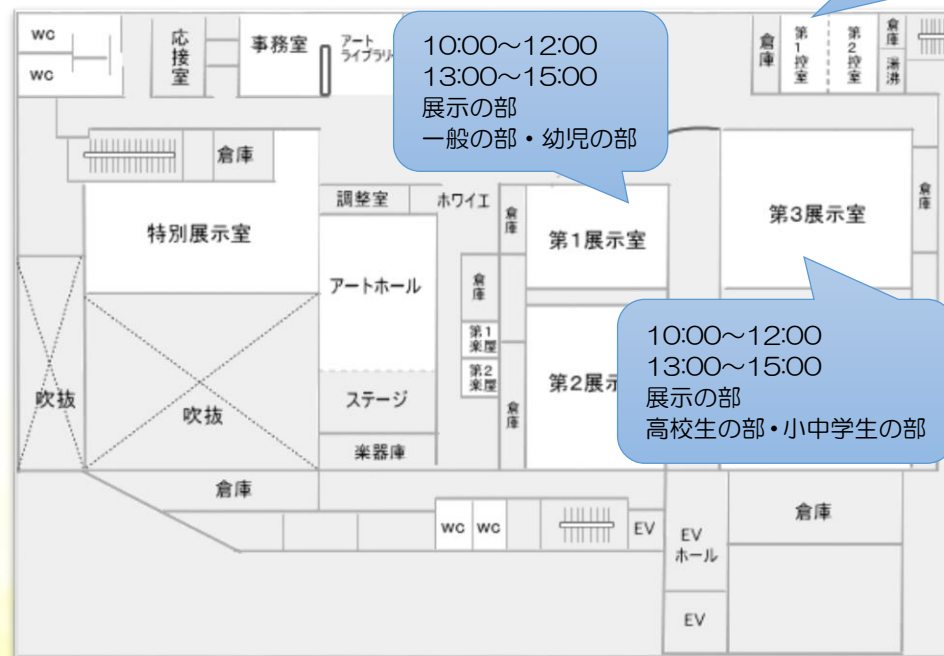 WC
WC
応接室
事務室
アート
ライブラリ
倉庫
第1控室
第2控室
倉庫
湯沸
10:00～12:00
13:00～15:00
展示の部
一般の部・幼児の部
倉庫
特別展示室
調整室
ホワイエ
倉庫
第1展示室
第3展示室
倉庫
アートホール
倉庫
第1
楽屋
第2
楽屋
倉庫
第2展示
10:00～12:00
13:00～15:00
展示の部
高校生の部・小中学生の部
吹抜
吹抜
ステージ
楽器庫
倉庫
WC
WC
EV
EV
ホール
倉庫
EV